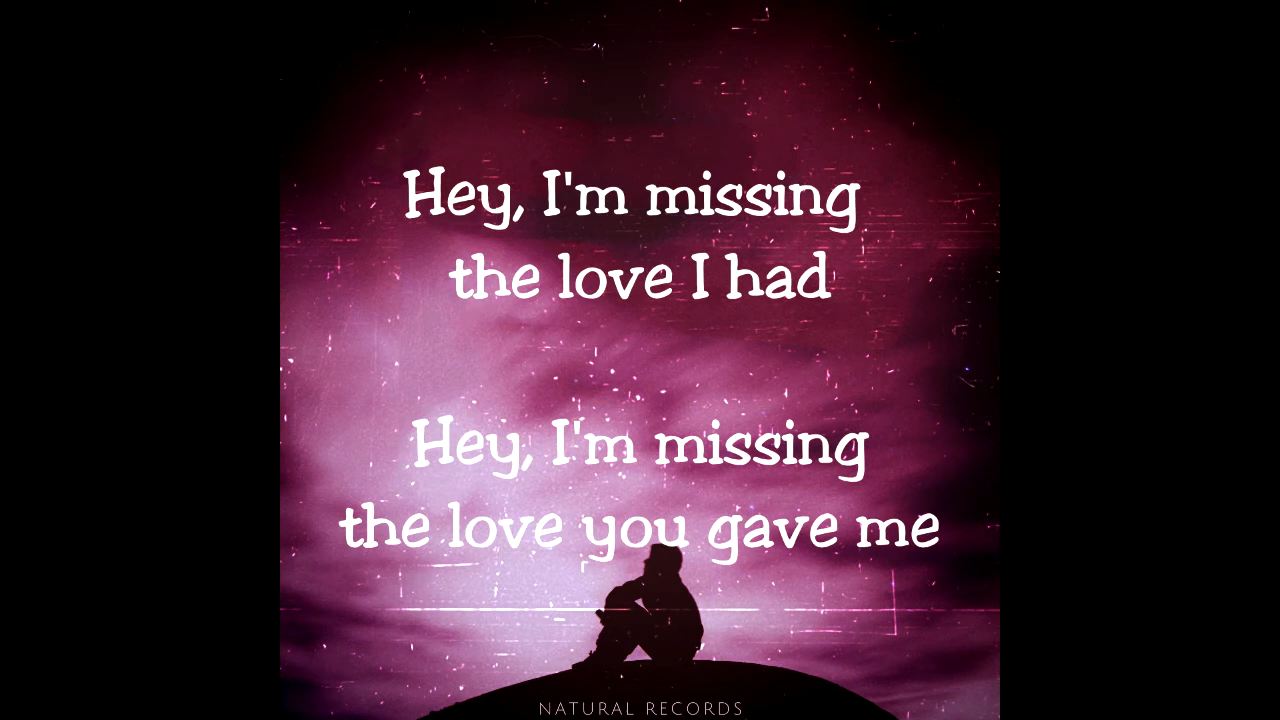 Hey, I'm missing
the love I had
Hey, I'm missing
the love you gave me
NATURAL RECORDS